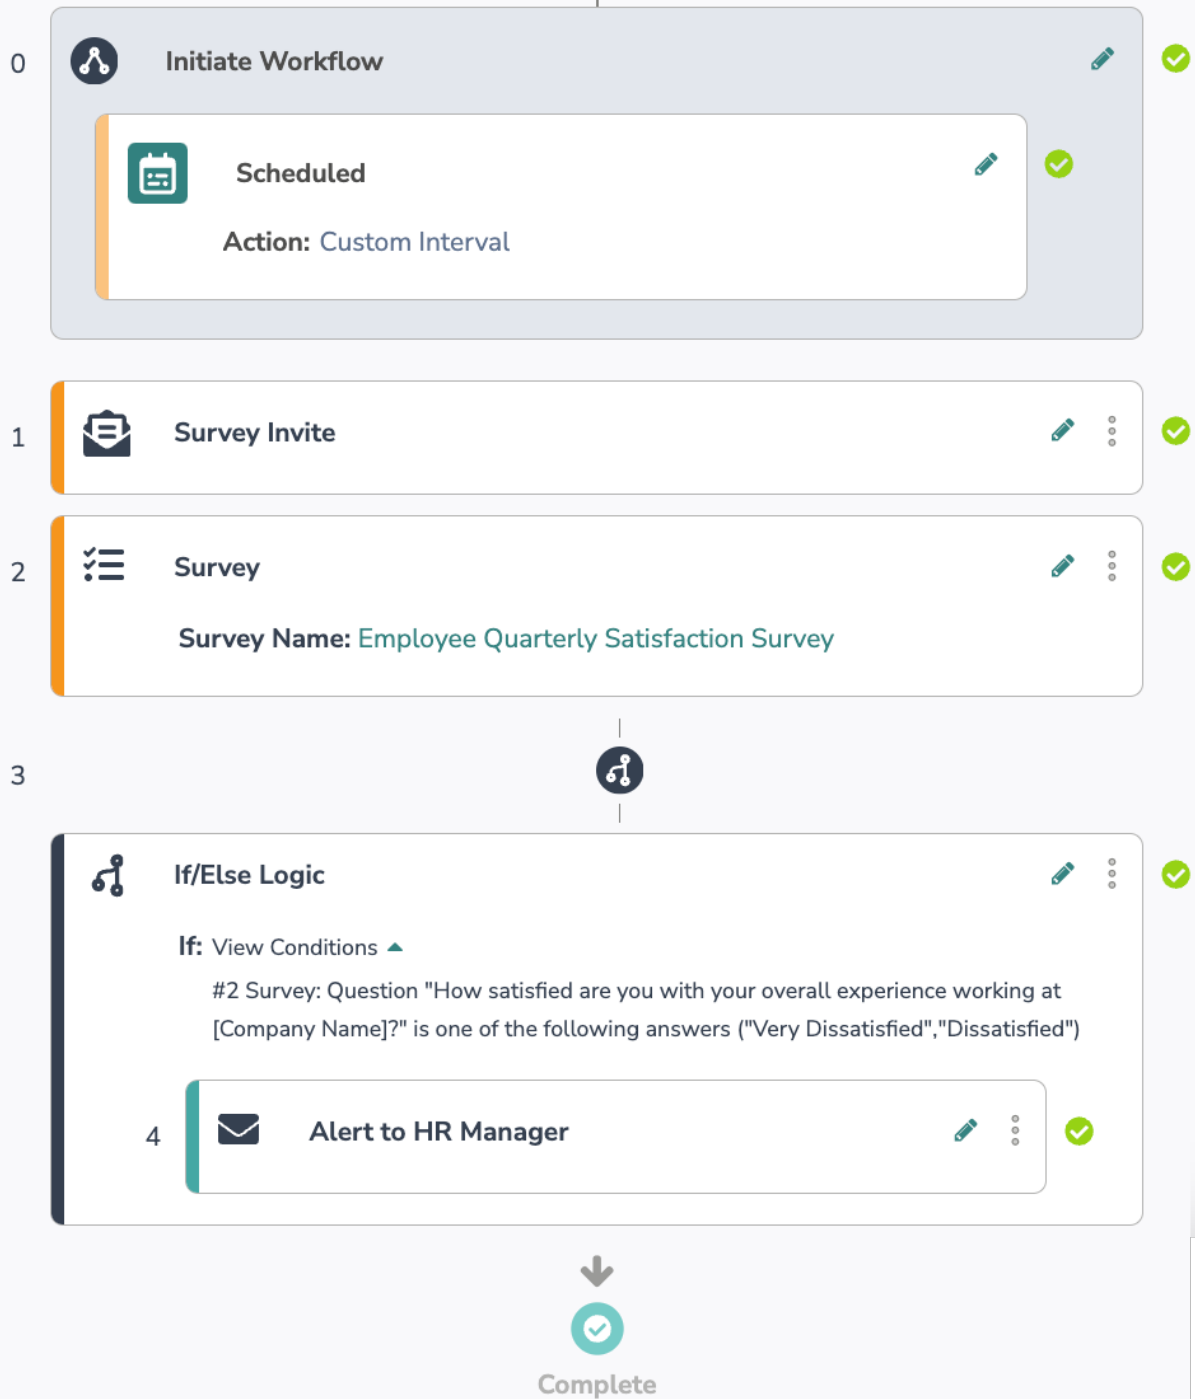 0
Initiate Workflow
Scheduled
Action: Custom Interval
1
Survey Invite
2
Survey
Survey Name: Employee Quarterly Satisfaction Survey
3
If/Else Logic
If: View Conditions
#2 Survey: Question "How satisfied are you with your overall experience working at
[Company Name]?" is one of the following answers ("Very Dissatisfied","Dissatisfied")
4
Alert to HR Manager
Complete